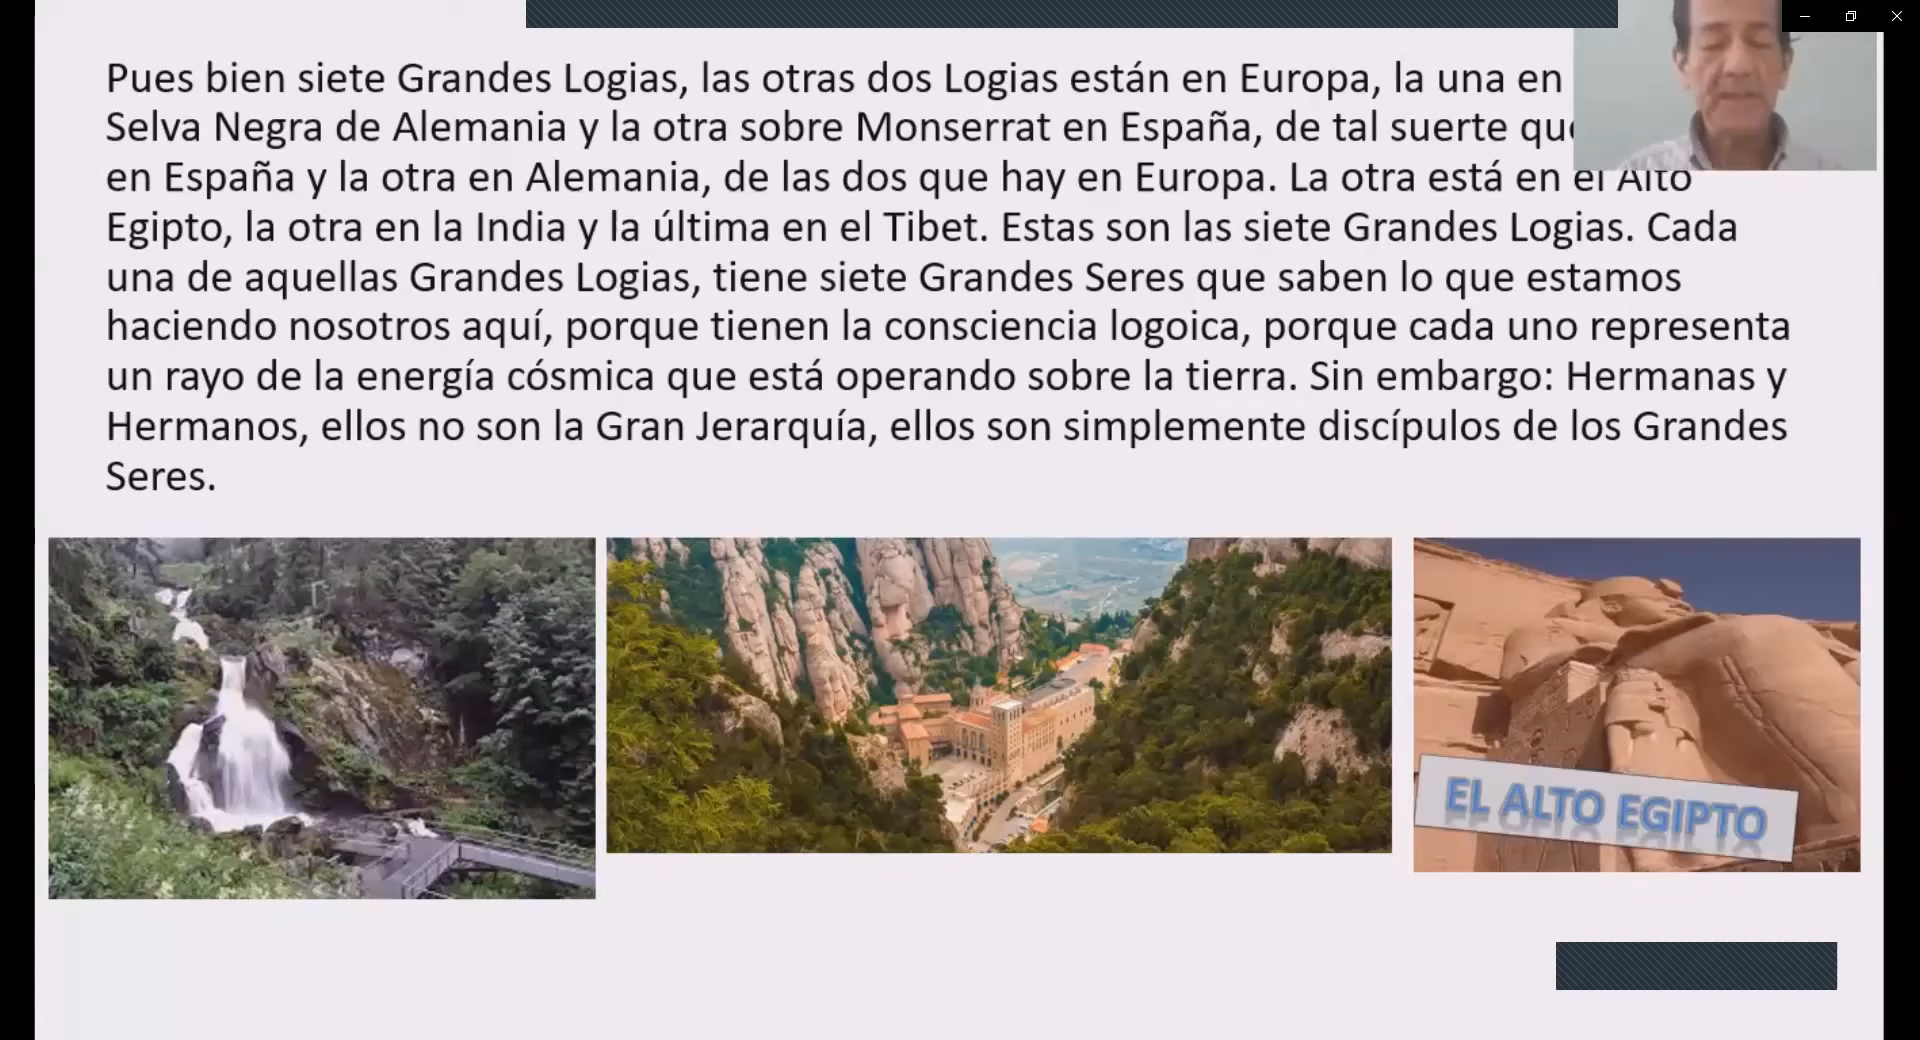 Pues bien siete Grandes Logias, las otras dos Logias están en Europa, la una en
Selva Negra de Alemania y la otra sobre Monserrat en España, de tal suerte
en España y la otra en Alemania, de las dos que hay en Europa. La otra está en el Alto
Egipto, la otra en la India y la última en el Tibet. Estas son las siete Grandes Logias. Cada
una de aquellas Grandes Logias, tiene siete Grandes Seres que saben lo que estamos
haciendo nosotros aquí, porque tienen la consciencia logoica, porque cada uno representa
un rayo de la energía cósmica que está operando sobre la tierra. Sin embargo: Hermanas y
Hermanos, ellos no son la Gran Jerarquía, ellos son simplemente discípulos de los Grandes
Seres.
EL ALTO EGIPTO